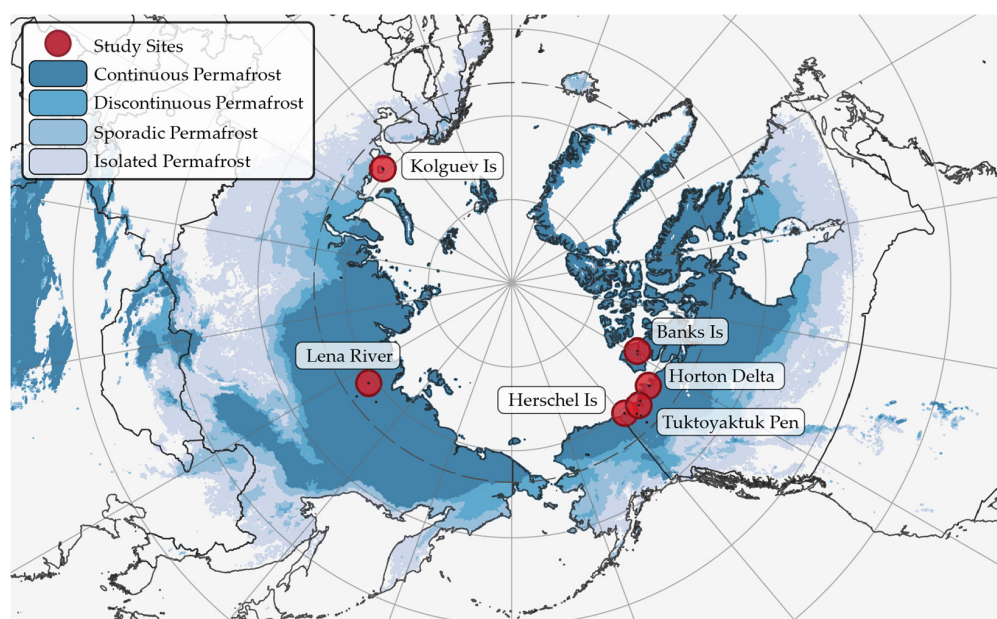 Study Sites
Continuous Permafrost
Discontinuous Permafrost
Sporadic Permafrost
Isolated Permafrost
Kolguev Is
Banks Is
Lena River
Horton Delta
Herschel Is
Tuktoyaktuk Pen